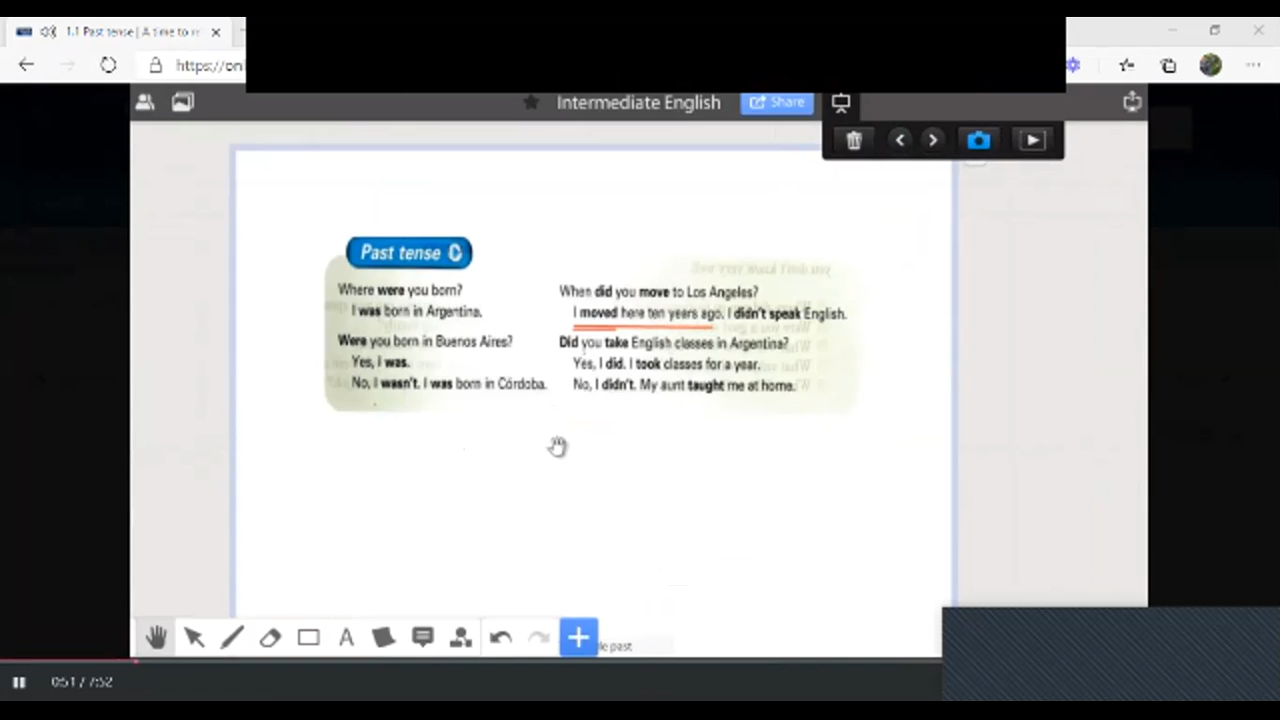 1.1 Past tense | A time to re
https://onl
Intermediate English
Share
Past tense
Where were you born?
I was born in Argentina.
Were you born in Buenos Aires?
Yes, I was.
No, I wasn't. I was born in Córdoba.
When did you move to Los Angeles?
I moved here ten years ago. I didn't speak English.
Did you take English classes in Argentina?
Yes, I did. I took classes for a year.
No, I didn't. My aunt taught me at home.
A
le past
0:51 / 7:52